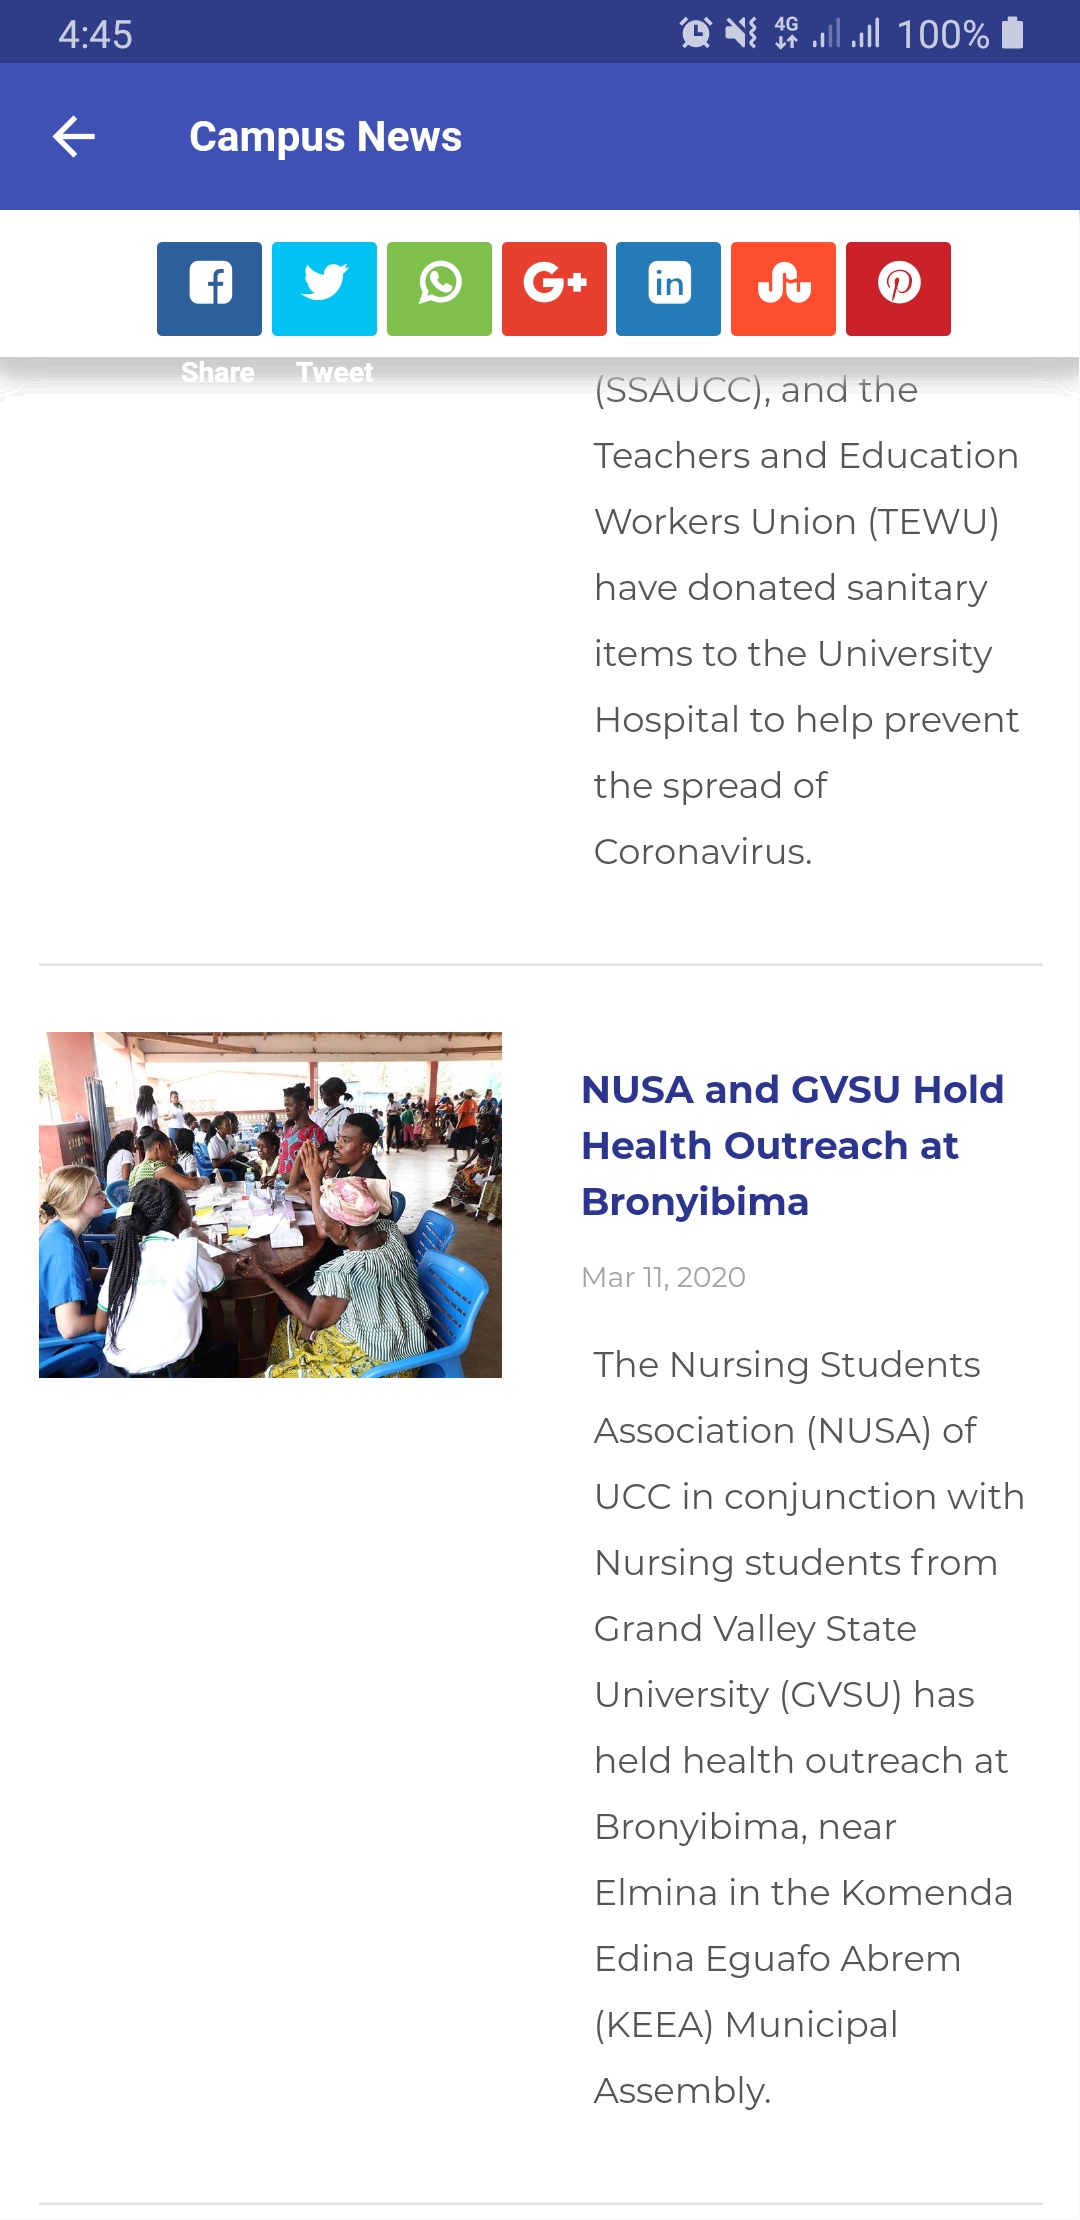 4:45
4G
100%
Campus News
G+
in
Share Tweet
(SSAUCC), and the
Teachers and Education
Workers Union (TEWU)
have donated sanitary
items to the University
Hospital to help prevent
the spread of
Coronavirus.
NUSA and GVSU Hold
Health Outreach at
Bronyibima
Mar 11, 2020
The Nursing Students
Association (NUSA) of
UCC in conjunction with
Nursing students from
Grand Valley State
University (GVSU) has
held health outreach at
Bronyibima, near
Elmina in the Komenda
Edina Eguafo Abrem
(KEEA) Municipal
Assembly.